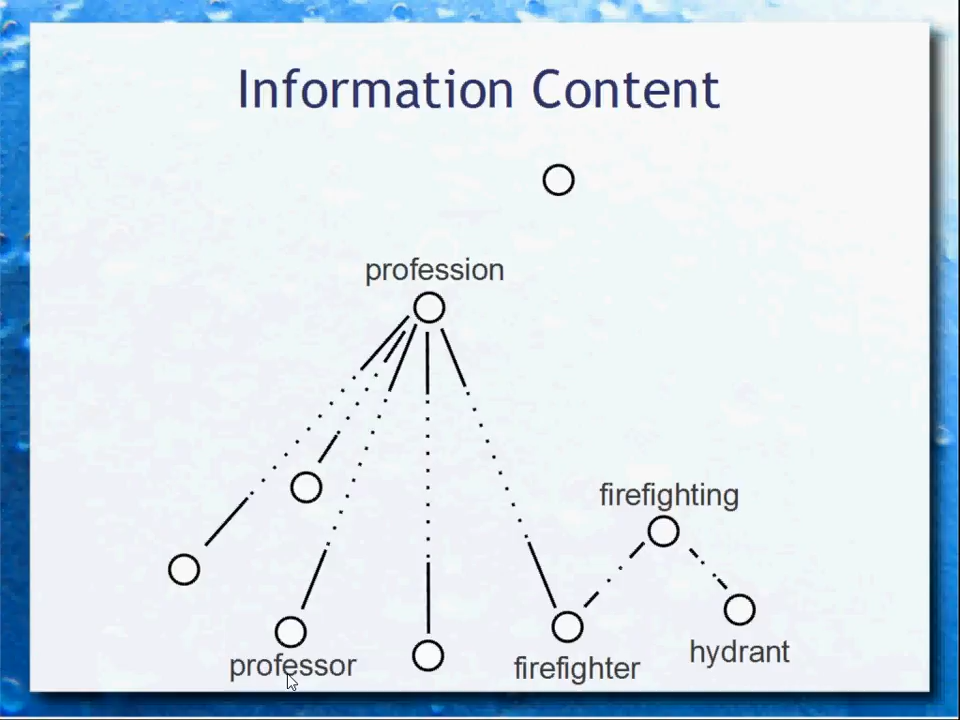 Information Content
profession
firefighting
hydrant
professor
firefighter